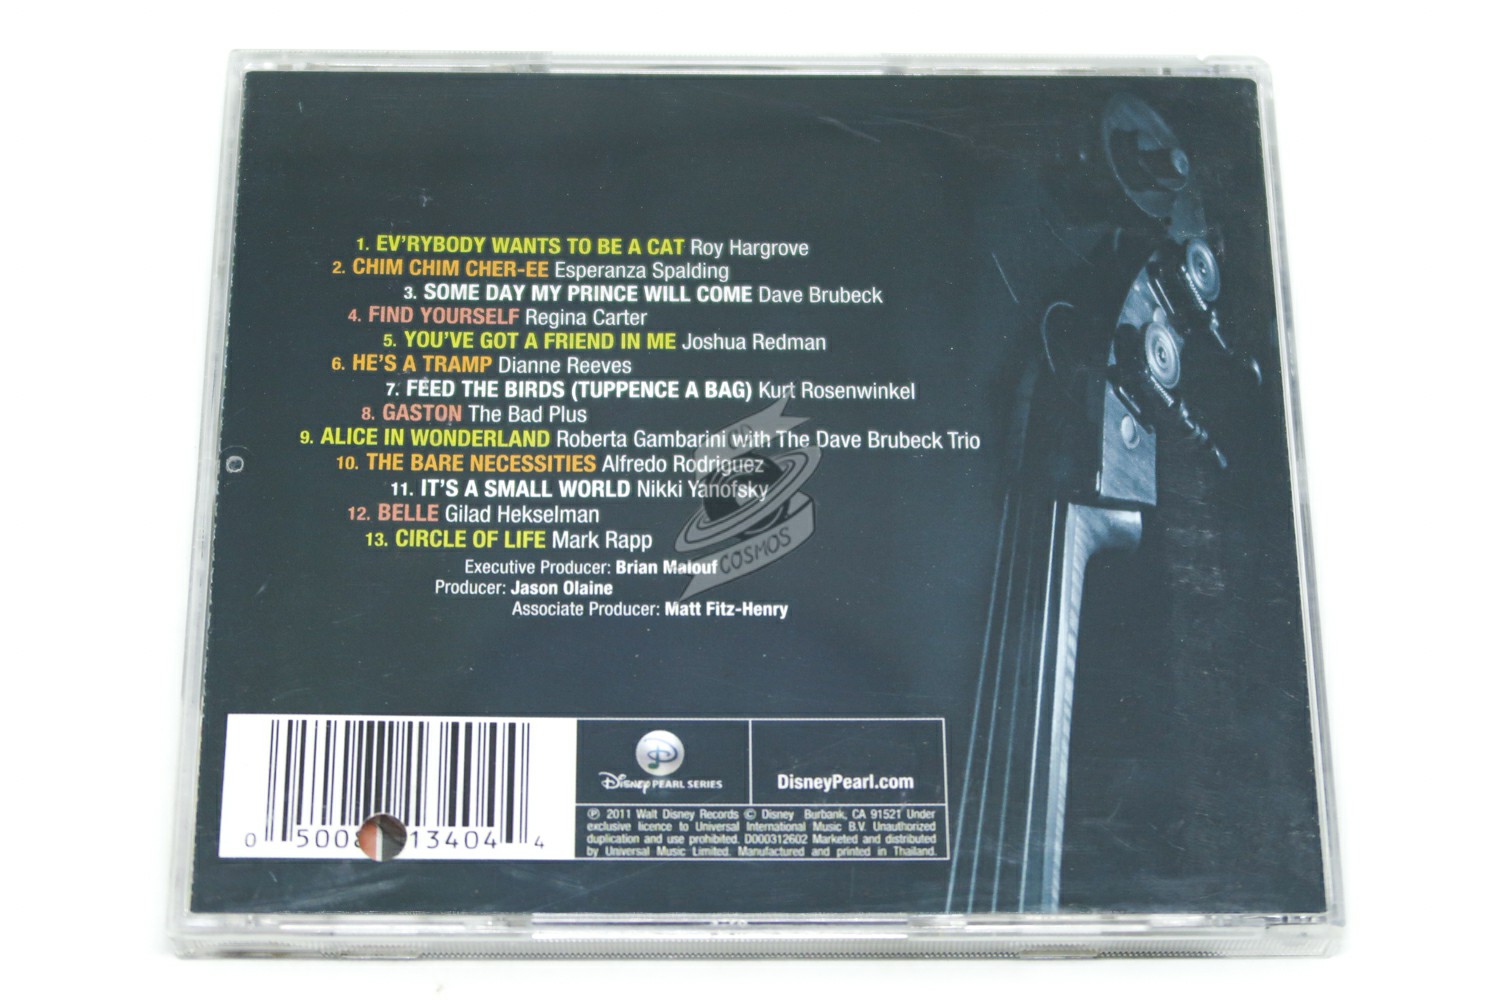 1. EV'RYBODY WANTS TO BE A CAT Roy Hargrove
2. CHIM CHIM CHER-EE Esperanza Spalding
3. SOME DAY MY PRINCE WILL COME Dave Brubeck
4. FIND YOURSELF Regina Carter
5. YOU'VE GOT A FRIEND IN ME Joshua Redman
6. HE'S A TRAMP Dianne Reeves
7. FEED THE BIRDS (TUPPENCE A BAG) Kurt Rosenwinkel
8. GASTON The Bad Plus
9. ALICE IN WONDERLAND Roberta Gambarini with The Dave Brubeck Trio
10. THE BARE NECESSITIES Alfredo Rodriguez
11. IT'S A SMALL WORLD Nikki Yanofsky
12. BELLE Gilad Hekselman
13. CIRCLE OF LIFE Mark Rapp
Executive Producer: Brian Malouf
Producer: Jason Olaine
Associate Producer: Matt Fitz-Henry
CD
COSMOS
0 5008 13404 4
Disney PEARL SERIES
DisneyPearl.com
℗ 2011 Walt Disney Records © Disney Burbank, CA 91521 Under
exclusive licence to Universal International Music B.V. Unauthorized
duplication and use prohibited. D000312602 Marketed and distributed
by Universal Music Limited. Manufactured and printed in Thailand.